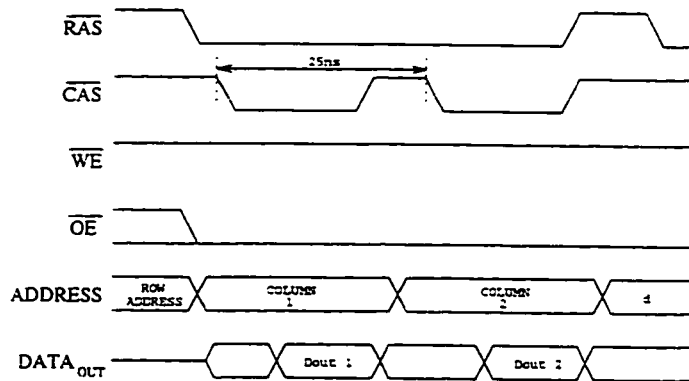 RAS
25ns
CAS
WE
OE
ADDRESS
ROW
ADDRESS
COLUMN
1
COLUMN
2
d
DATA OUT
Dout 1
Dout 2